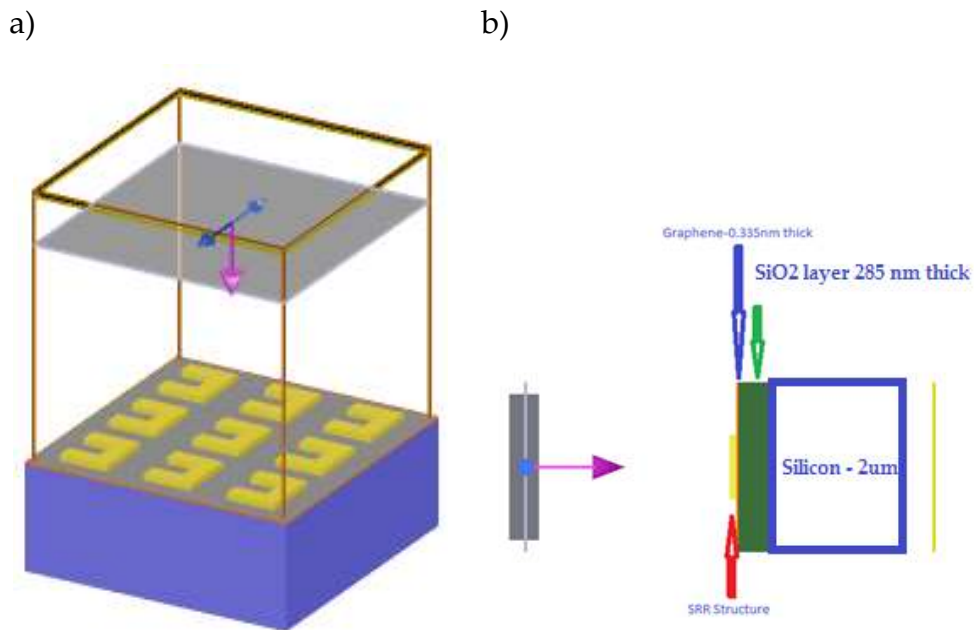 a)
b)
Graphene-0.335nm thick
SiO2 layer 285 nm thick
Silicon - 2um
SRR Structure